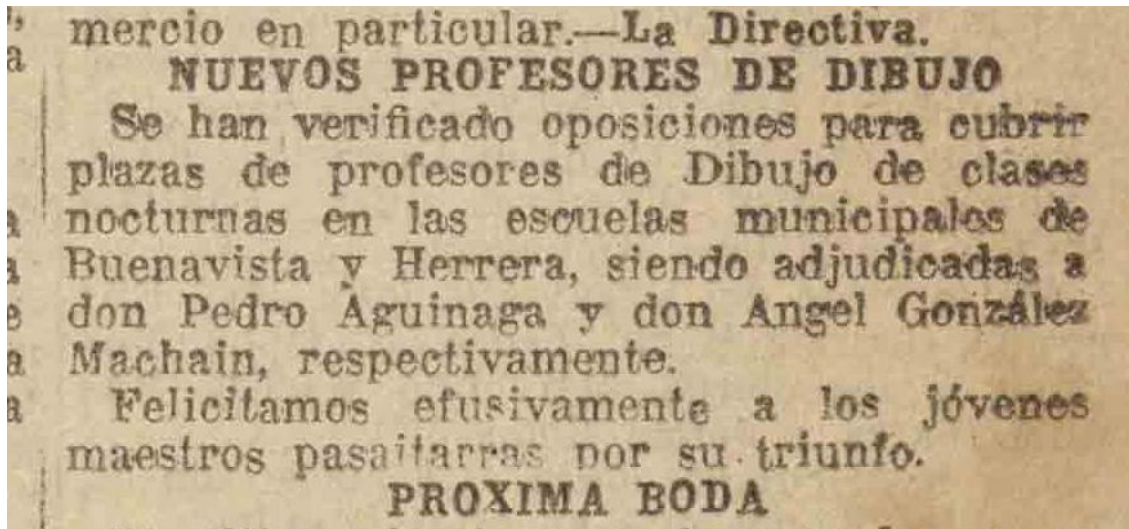 mercio en particular.—La Directiva.
NUEVOS PROFESORES DE DIBUJO
Se han verificado oposiciones para cubrir
plazas de profesores de Dibujo de clases
nocturnas en las escuelas municipales de
Buenavista y Herrera, siendo adjudicadas a
don Pedro Aguinaga y don Angel González
Machain, respectivamente.
Felicitamos efusivamente a los jóvenes
maestros pasaitarras por su triunfo.
PROXIMA BODA